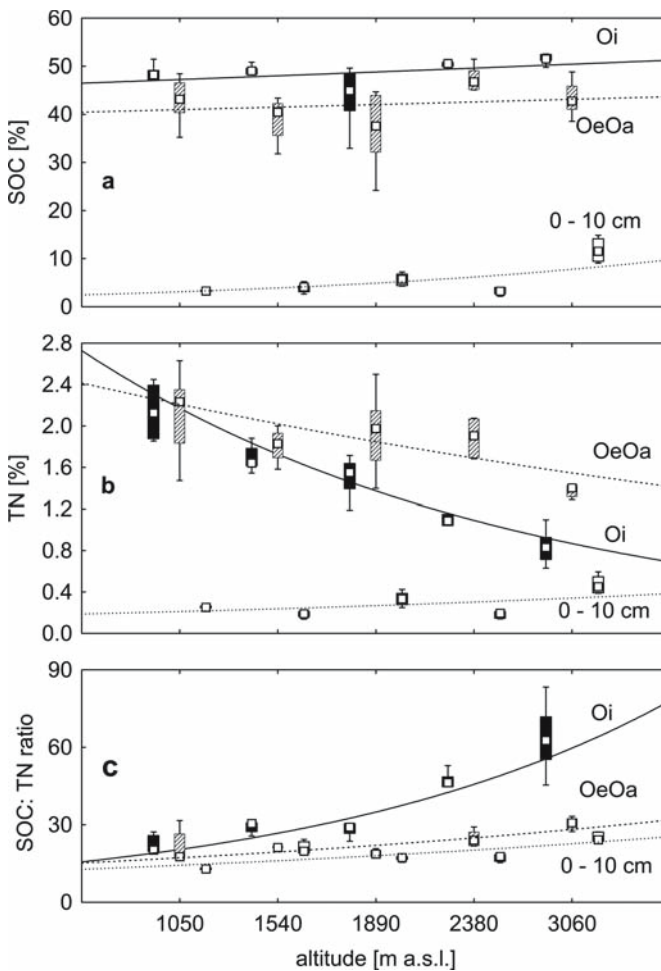 60
50
40
30
20
10
0
SOC [%]
Oi
OeOa
a
0 - 10 cm
2.8
2.4
2.0
1.6
1.2
0.8
0.4
0.0
TN [%]
OeOa
b
Oi
0 - 10 cm
90
60
30
0
SOC: TN ratio
c
Oi
OeOa
0 - 10 cm
1050 1540 1890 2380 3060
altitude [m a.s.l.]